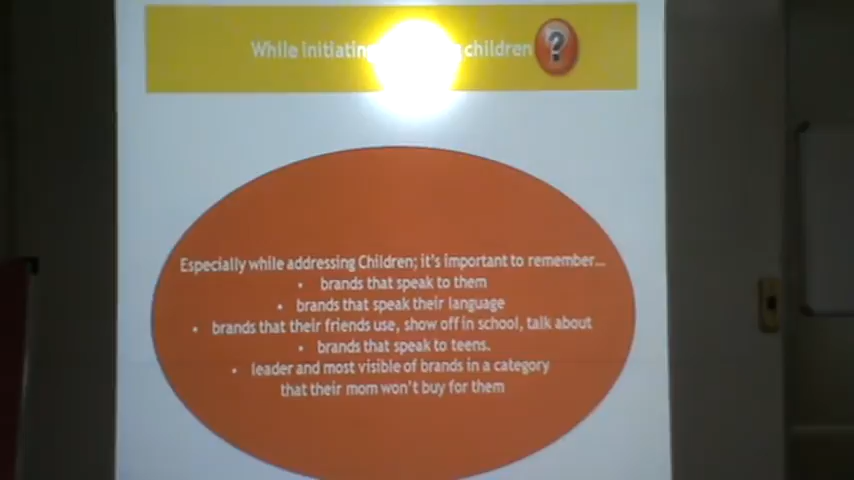 While initiating children ?
Especially while addressing Children; it's important to remember...
• brands that speak to them
• brands that speak their language
• brands that their friends use, show off in school, talk about
• brands that speak to teens.
• leader and most visible of brands in a category
that their mom won't buy for them